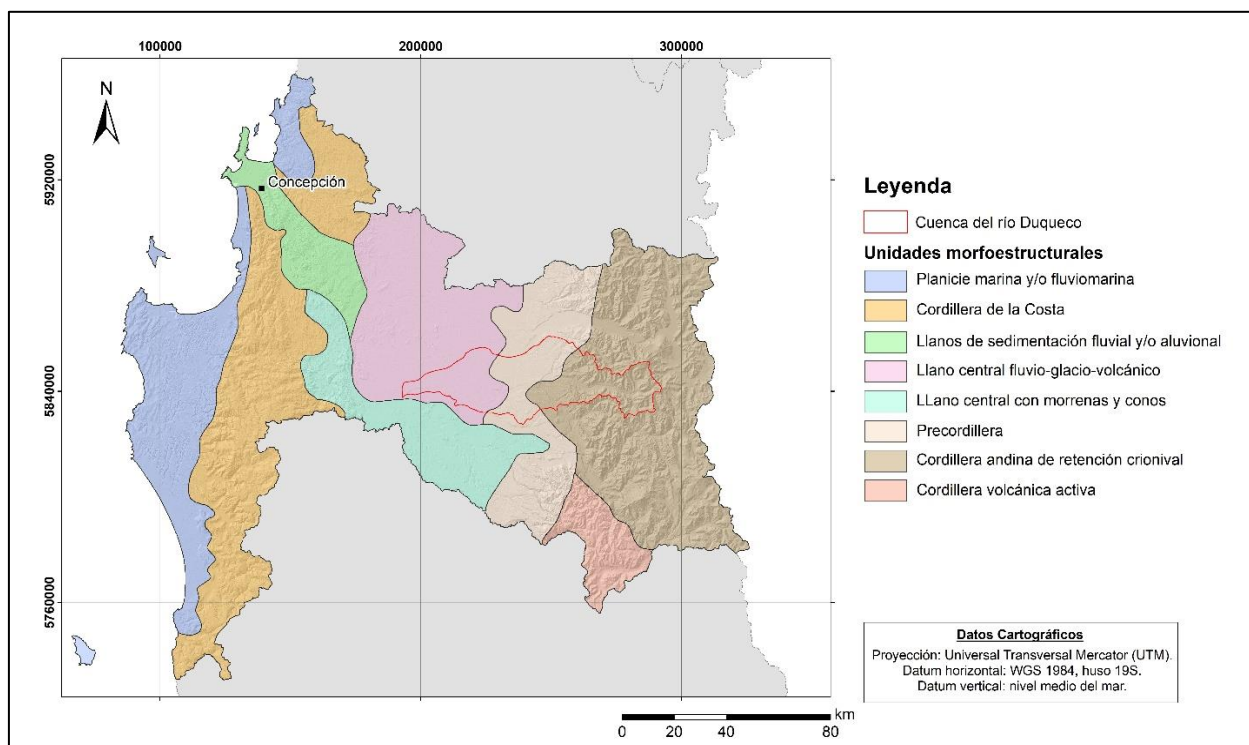 100000
200000
300000
N
5920000
5840000
5760000
Concepción
Leyenda
Cuenca del río Duqueco
Unidades morfoestructurales
Planicie marina y/o fluviomarina
Cordillera de la Costa
Llanos de sedimentación fluvial y/o aluvional
Llano central fluvio-glacio-volcánico
LLano central con morrenas y conos
Precordillera
Cordillera andina de retención crionival
Cordillera volcánica activa
Datos Cartográficos
Proyección: Universal Transversal Mercator (UTM).
Datum horizontal: WGS 1984, huso 19S.
Datum vertical: nivel medio del mar.
km
0 20 40 60 80